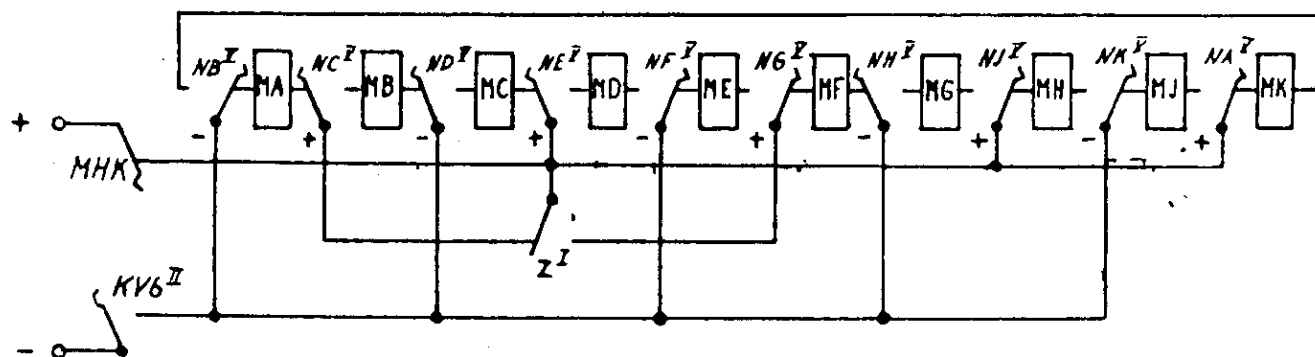 NB V MA NC V MB ND V MC NE V MD NF V ME NG V MF NH V MG NJ V MH NK V MJ NA V MK
+ - + - + - + - + - +
MHK
Z I
KV6 II
-